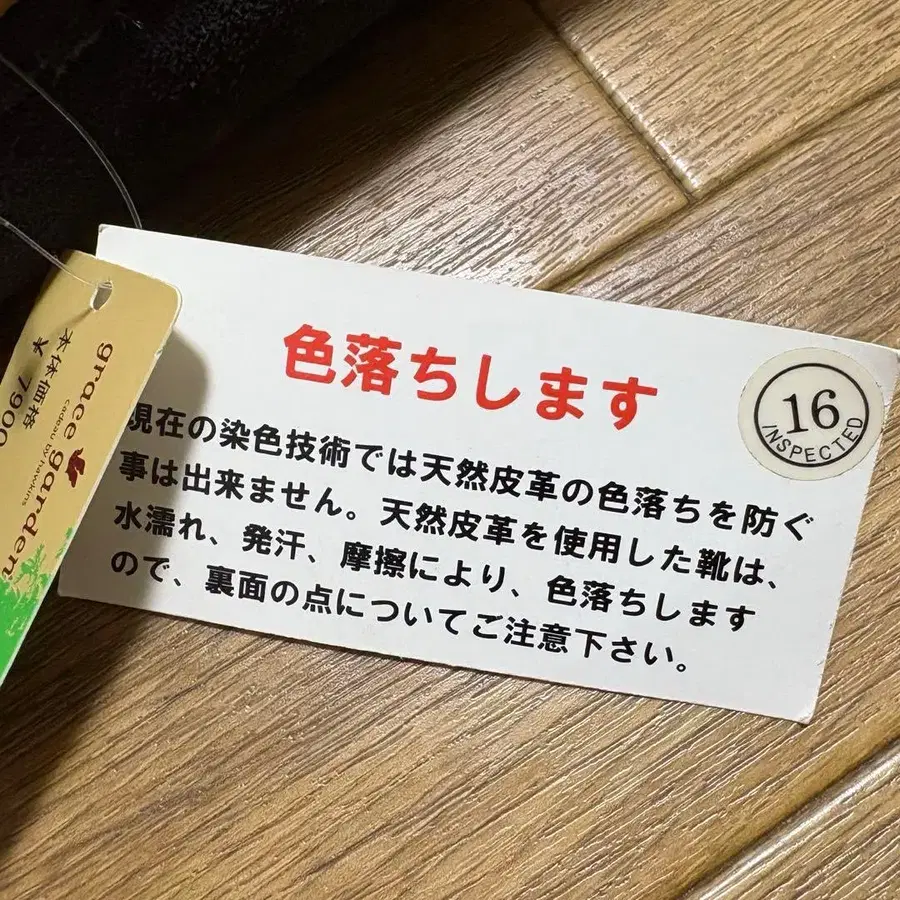 色落ちします
現在の染色技術では天然皮革の色落ちを防ぐ
事は出来ません。天然皮革を使用した靴は、
水濡れ、発汗、摩擦により、色落ちします
ので、裏面の点についてご注意下さい。
16
INSPECTED
grace garden
cadeau by hawkins
本体価格
¥ 7900